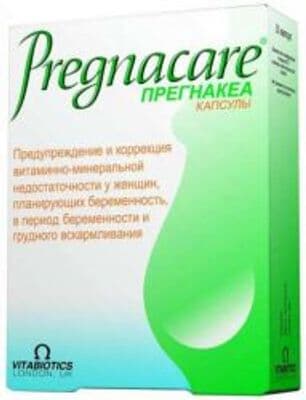 Pregnacare®
ПРЕГНАКЕА
КАПСУЛЫ
Предупреждение и коррекция
витаминно-минеральной
недостаточности у женщин,
планирующих беременность,
в период беременности и
грудного вскармливания
VITABIOTICS
LONDON, UK